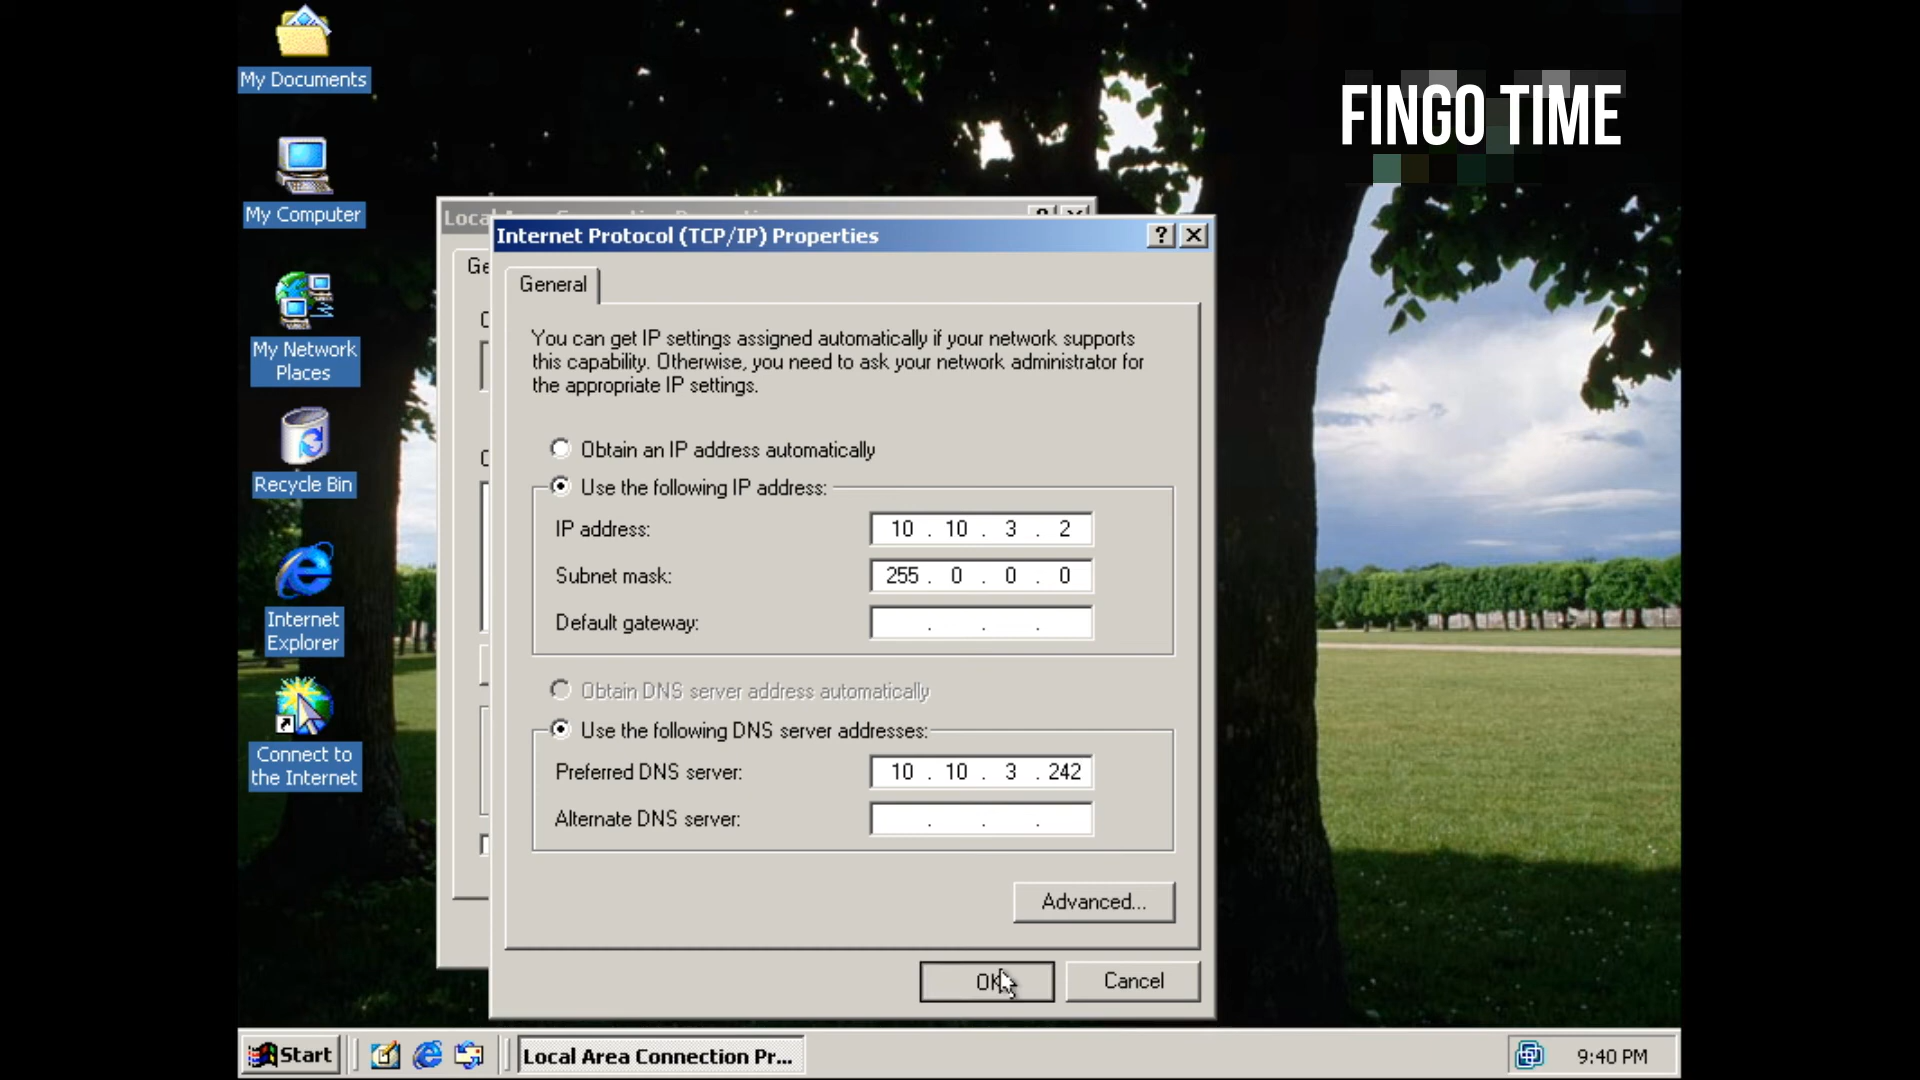 My Documents
My Computer
My Network
Places
Recycle Bin
Internet
Explorer
Connect to
the Internet
FINGO TIME
Internet Protocol (TCP/IP) Properties
General
You can get IP settings assigned automatically if your network supports
this capability. Otherwise, you need to ask your network administrator for
the appropriate IP settings.
Obtain an IP address automatically
Use the following IP address:
IP address: 10 . 10 . 3 . 2
Subnet mask: 255 . 0 . 0 . 0
Default gateway: . . .
Obtain DNS server address automatically
Use the following DNS server addresses:
Preferred DNS server: 10 . 10 . 3 . 242
Alternate DNS server: . . .
Advanced...
OK Cancel
Start
Local Area Connection Pr...
9:40 PM